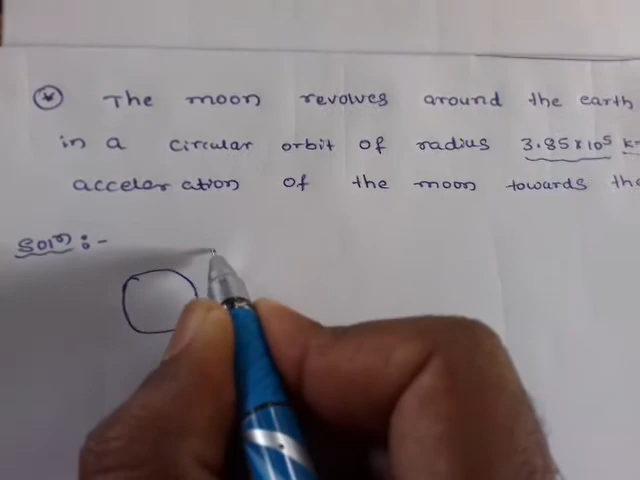 * The moon revolves around the earth
in a circular orbit of radius 3.85×10⁵ k
acceleration of the moon towards the
Soln :-